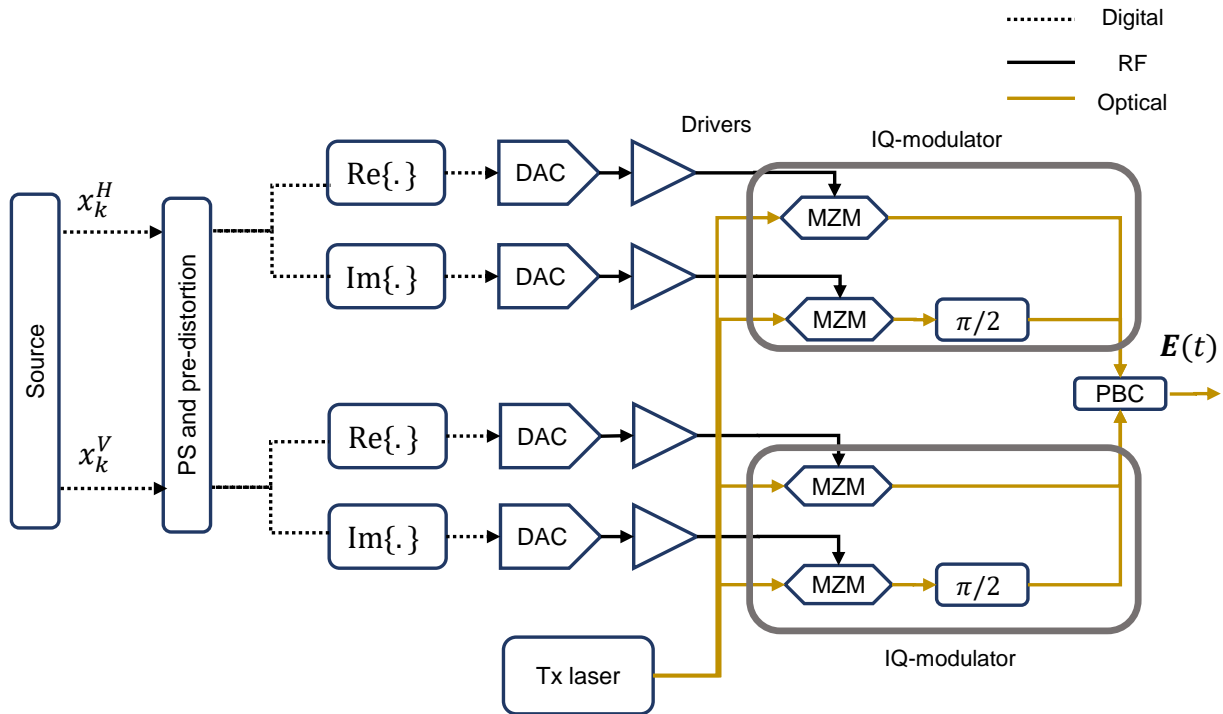 Digital
RF
Optical
Drivers
IQ-modulator
Re{.}
DAC
MZM
x_k^H
Im{.}
DAC
MZM
π/2
Source
PS and pre-distortion
E(t)
PBC
x_k^V
Re{.}
DAC
MZM
Im{.}
DAC
MZM
π/2
IQ-modulator
Tx laser